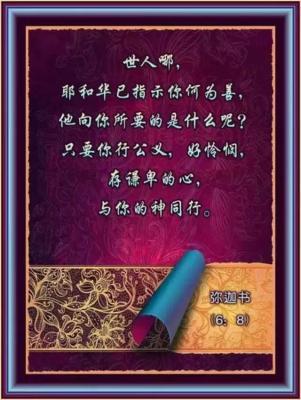 世人哪,
耶和华已指示你何为善,
他向你所要的是什么呢?
只要你行公义, 好怜悯,
存谦卑的心,
与你的神同行。
弥迦书
(6: 8)